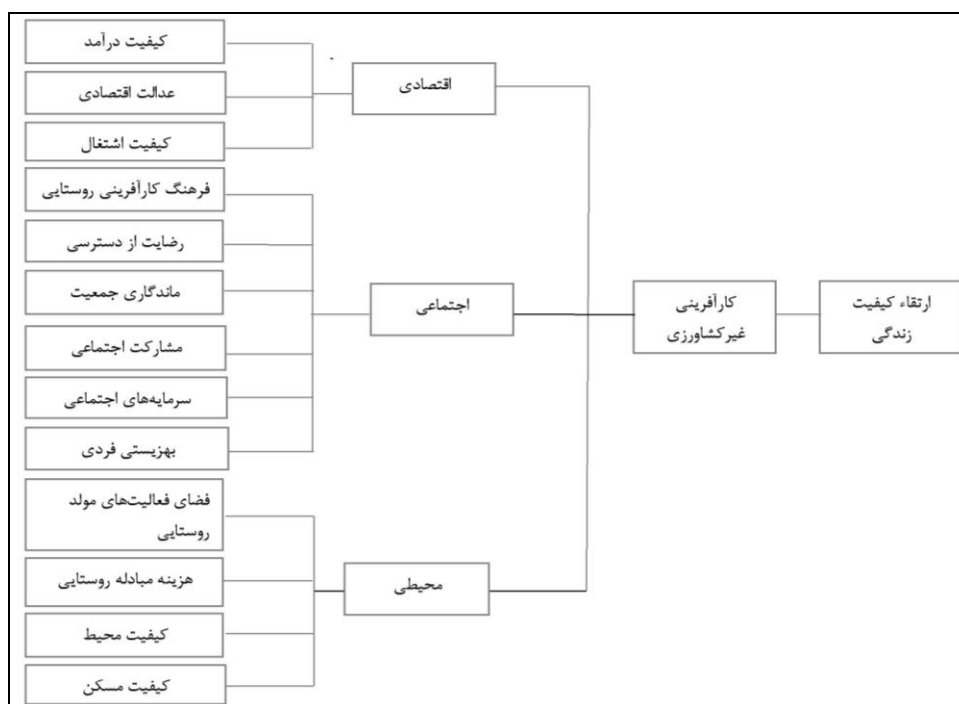 ارتقاء کیفیت
زندگی
کارآفرینی
غیرکشاورزی
اقتصادی
کیفیت درآمد
عدالت اقتصادی
کیفیت اشتغال
اجتماعی
فرهنگ کارآفرینی روستایی
رضایت از دسترسی
ماندگاری جمعیت
مشارکت اجتماعی
سرمایه‌های اجتماعی
بهزیستی فردی
محیطی
فضای فعالیت‌های مولد
روستایی
هزینه مبادله روستایی
کیفیت محیط
کیفیت مسکن